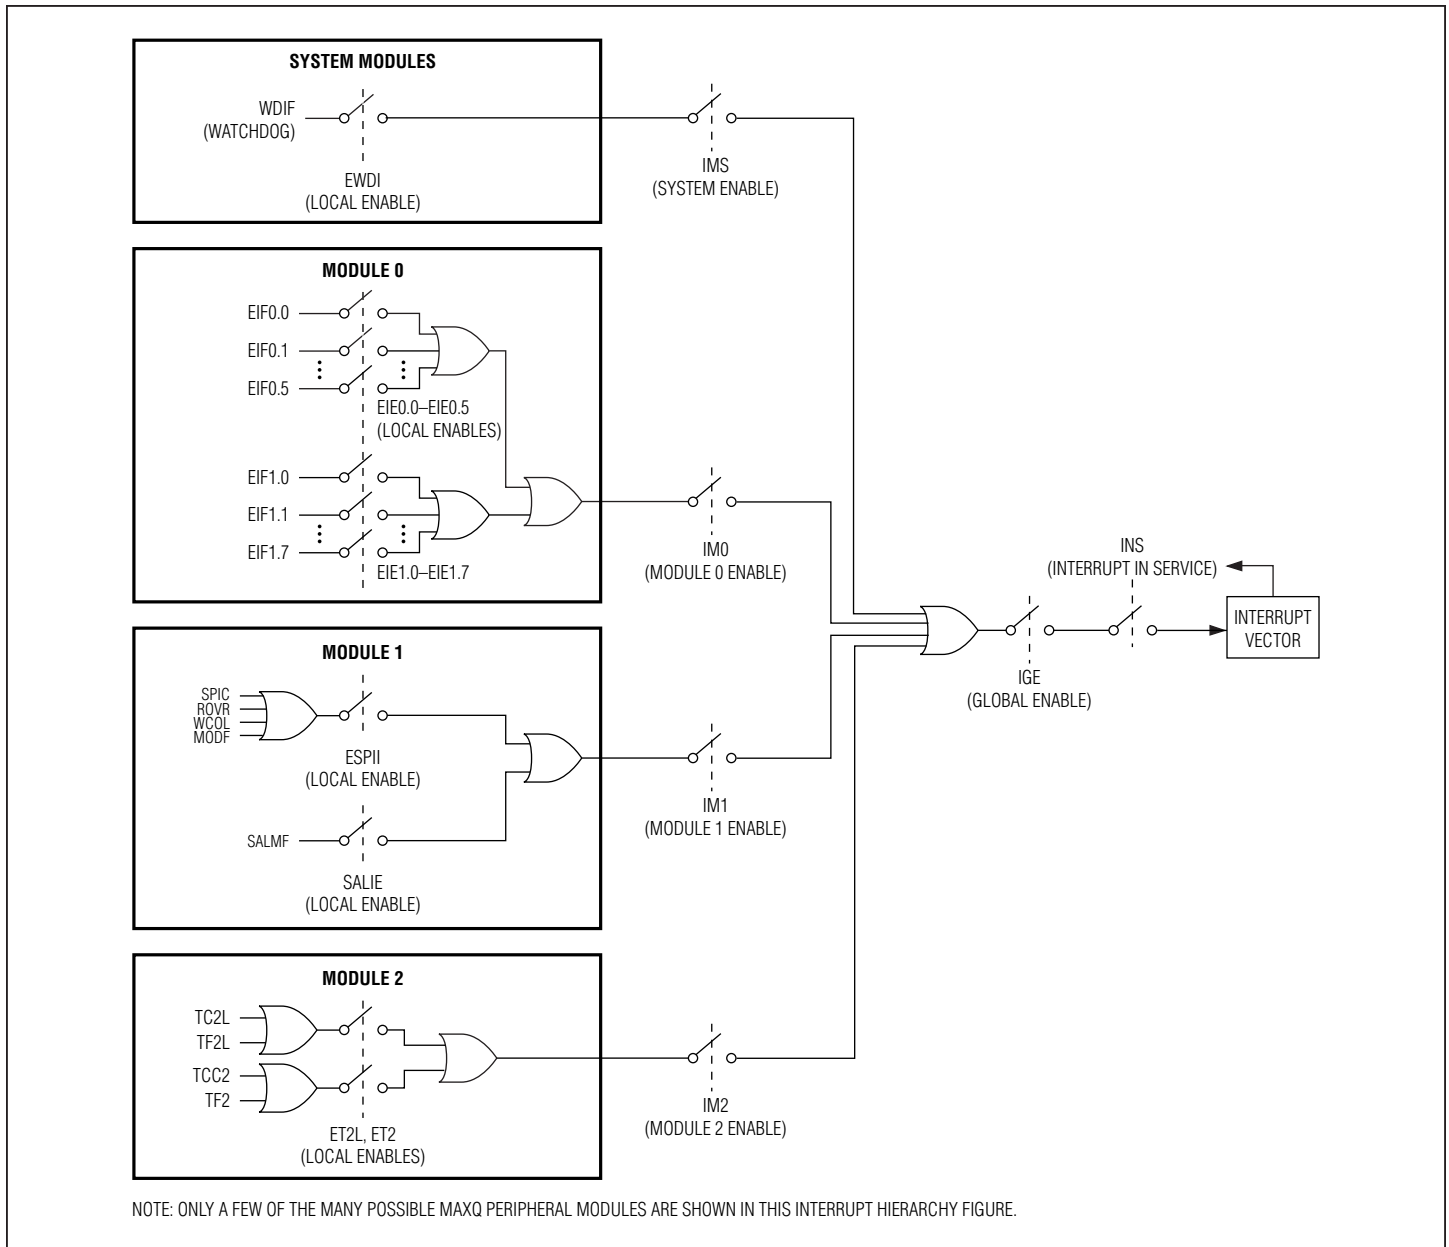 SYSTEM MODULES
WDIF
(WATCHDOG)
EWDI
(LOCAL ENABLE)
IMS
(SYSTEM ENABLE)
MODULE 0
EIF0.0
EIF0.1
EIF0.5
EIE0.0–EIE0.5
(LOCAL ENABLES)
EIF1.0
EIF1.1
EIF1.7
EIE1.0–EIE1.7
IM0
(MODULE 0 ENABLE)
INS
(INTERRUPT IN SERVICE)
INTERRUPT
VECTOR
IGE
(GLOBAL ENABLE)
MODULE 1
SPIC
ROVR
WCOL
MODF
ESPII
(LOCAL ENABLE)
SALMF
SALIE
(LOCAL ENABLE)
IM1
(MODULE 1 ENABLE)
MODULE 2
TC2L
TF2L
TCC2
TF2
ET2L, ET2
(LOCAL ENABLES)
IM2
(MODULE 2 ENABLE)
NOTE: ONLY A FEW OF THE MANY POSSIBLE MAXQ PERIPHERAL MODULES ARE SHOWN IN THIS INTERRUPT HIERARCHY FIGURE.